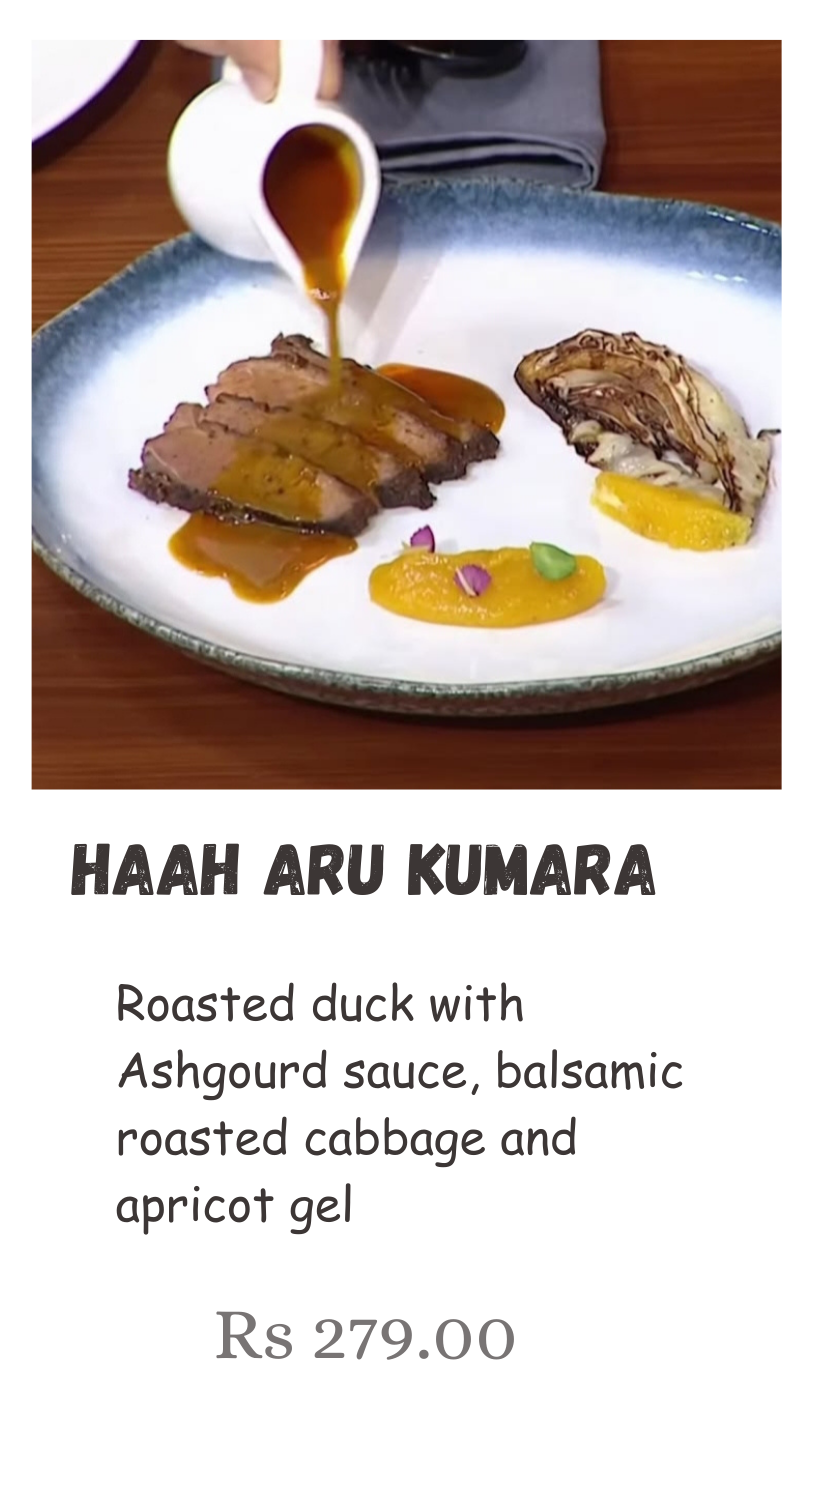 HAAH ARU KUMARA
Roasted duck with
Ashgourd sauce, balsamic
roasted cabbage and
apricot gel
Rs 279.00